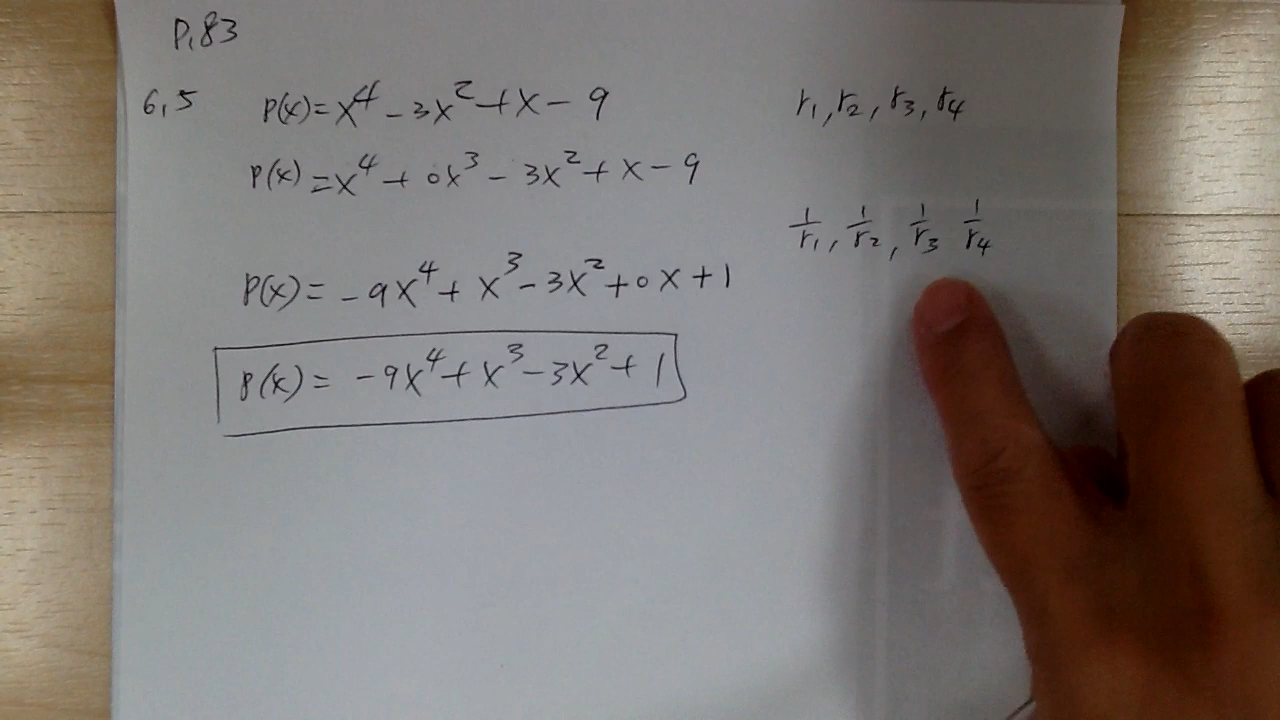 P.83
6.5 P(x)=x⁴-3x²+x-9 r₁,r₂,r₃,r₄
P(x)=x⁴+0x³-3x²+x-9
1/r₁, 1/r₂, 1/r₃ 1/r₄
P(x)=-9x⁴+x³-3x²+0x+1
P(x)=-9x⁴+x³-3x²+1